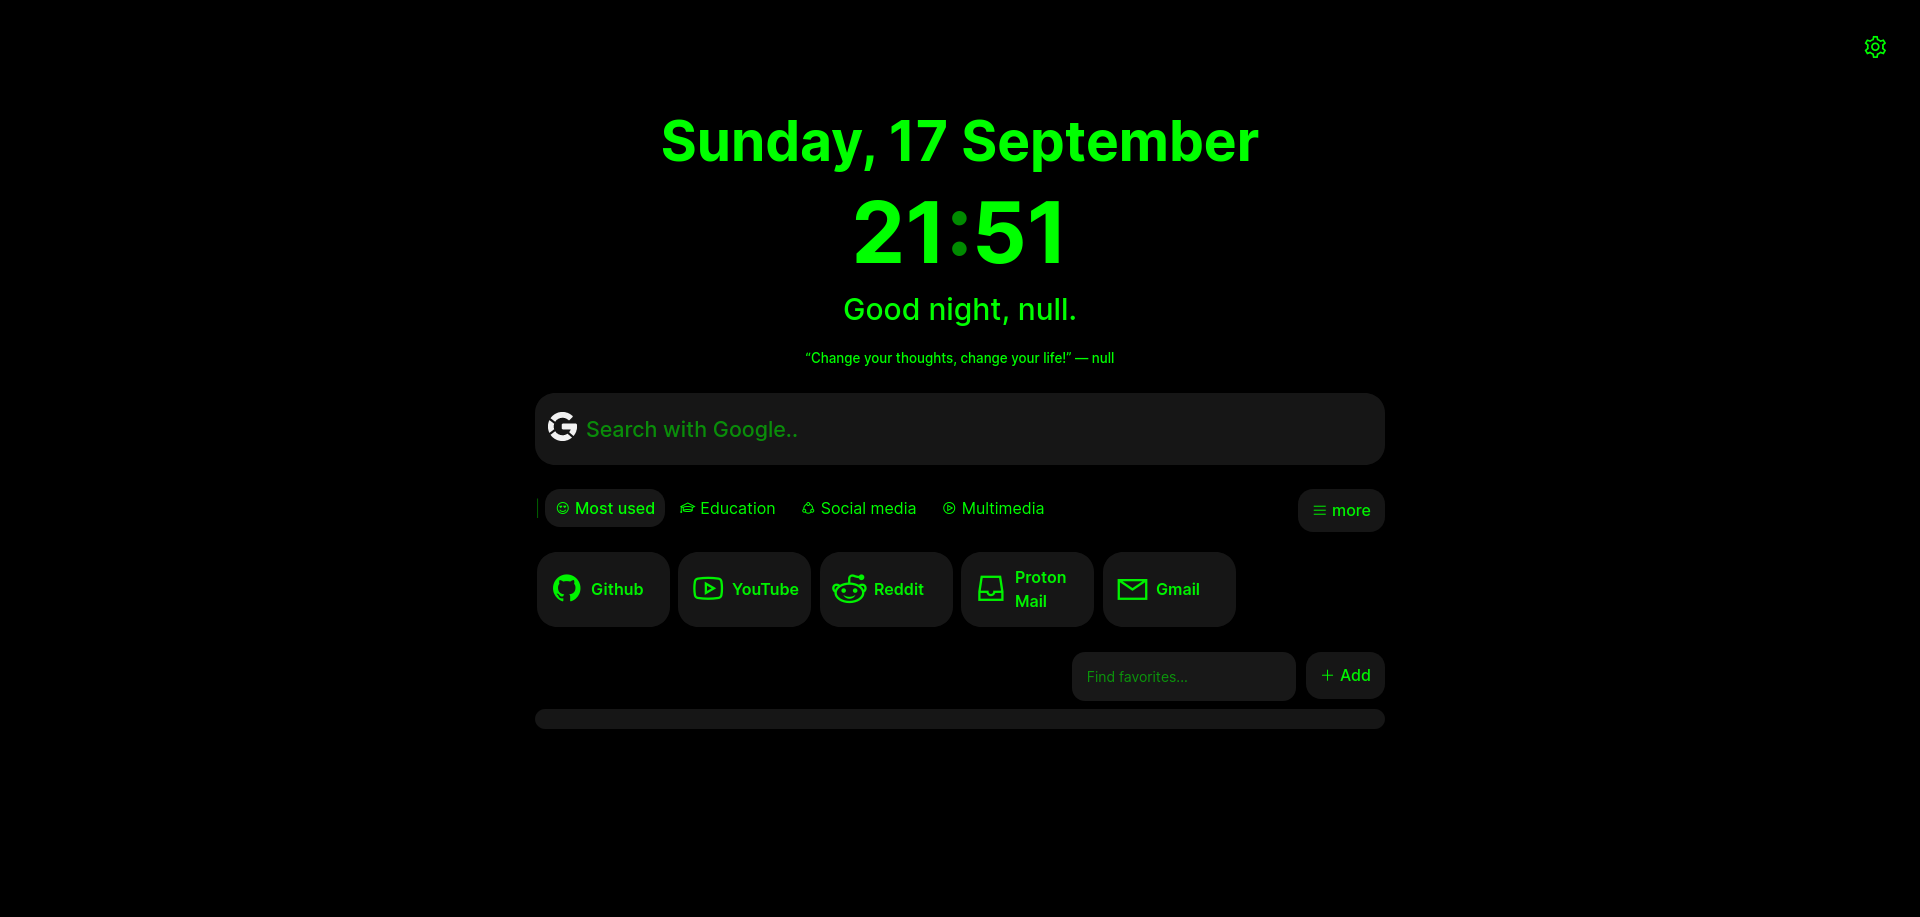 Sunday, 17 September
21:51
Good night, null.
“Change your thoughts, change your life!” — null
Search with Google..
Most used Education Social media Multimedia more
Github YouTube Reddit Proton Mail Gmail
Find favorites... + Add